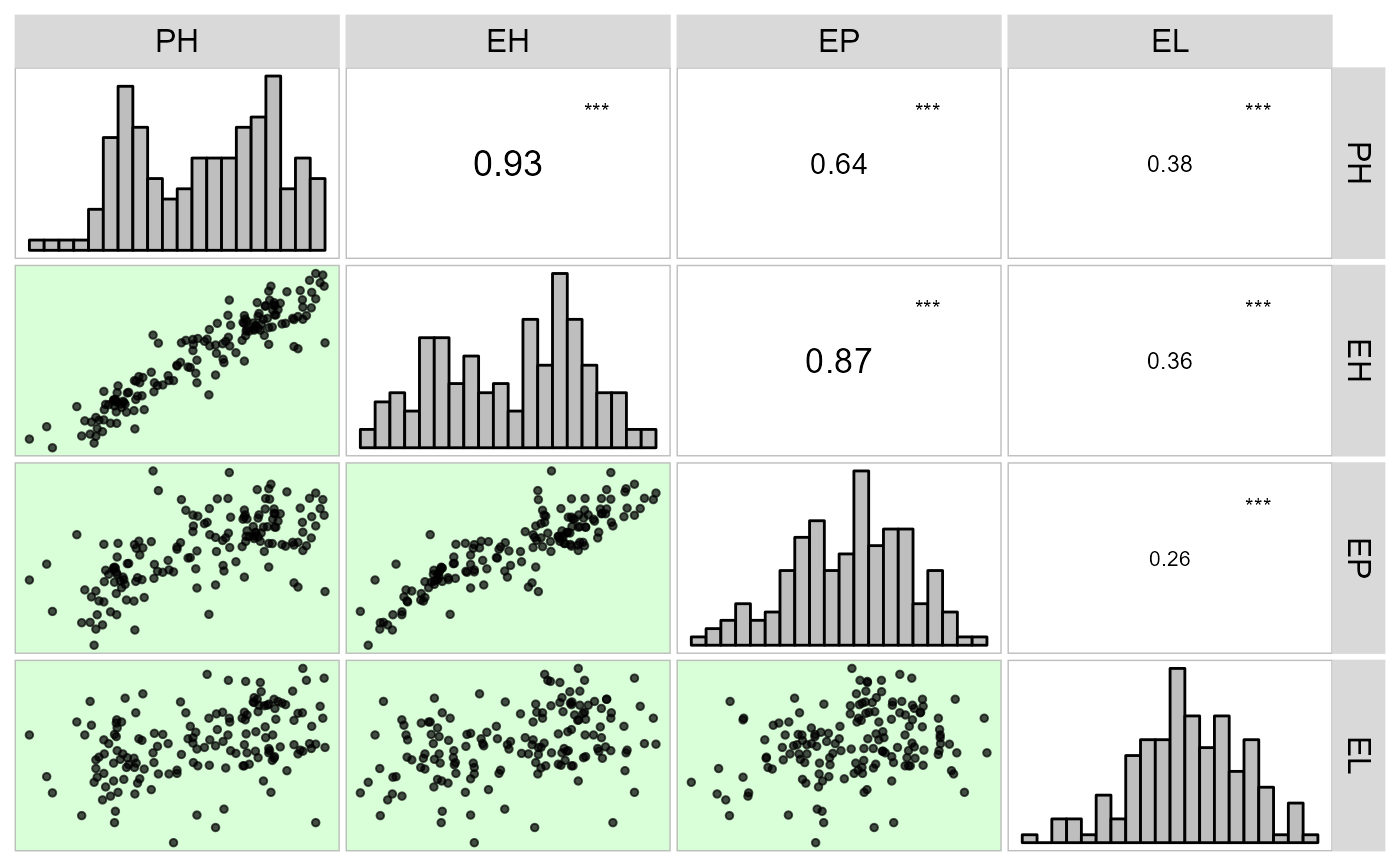 PH EH EP EL
*** *** ***
0.93 0.64 0.38
PH
*** ***
0.87 0.36
EH
***
0.26
EP
EL